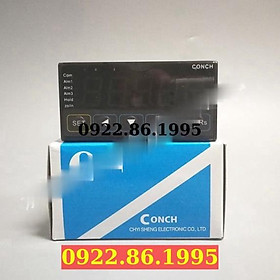 CONCH
Com
Alm1
Alm2
Alm3
Hold
SET
Rs
0922.86.1995
CONCH
CHYI SHENG ELECTRONIC CO., LTD.
0922.86.1995